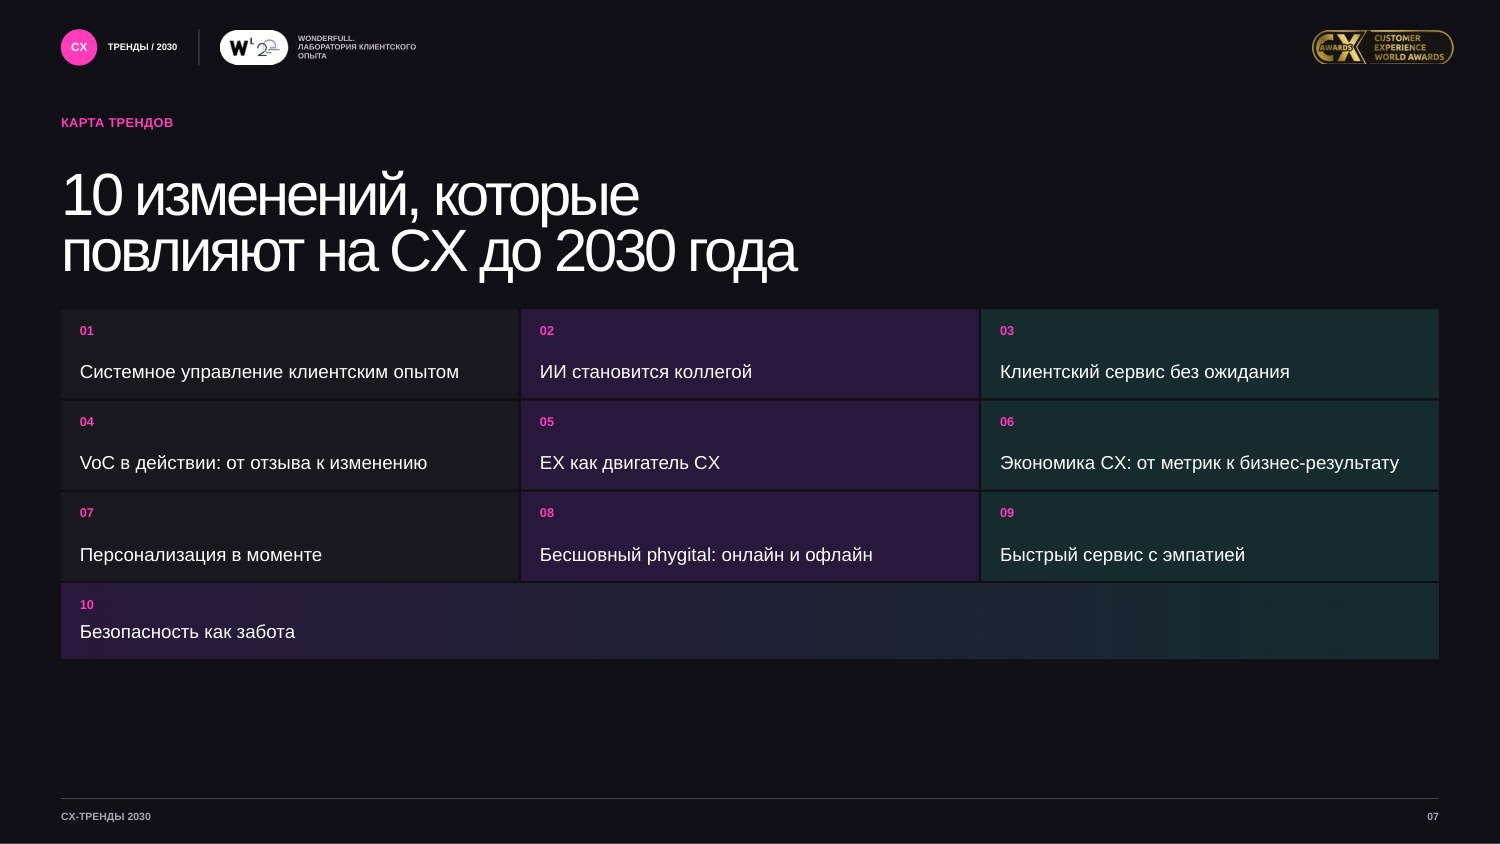 CX
ТРЕНДЫ / 2030
W L 20
WONDERFULL.
ЛАБОРАТОРИЯ КЛИЕНТСКОГО
ОПЫТА
CX AWARDS
CUSTOMER
EXPERIENCE
WORLD AWARDS
КАРТА ТРЕНДОВ
10 изменений, которые
повлияют на CX до 2030 года
01
Системное управление клиентским опытом
02
ИИ становится коллегой
03
Клиентский сервис без ожидания
04
VoC в действии: от отзыва к изменению
05
EX как двигатель CX
06
Экономика CX: от метрик к бизнес-результату
07
Персонализация в моменте
08
Бесшовный phygital: онлайн и офлайн
09
Быстрый сервис с эмпатией
10
Безопасность как забота
CX-ТРЕНДЫ 2030
07